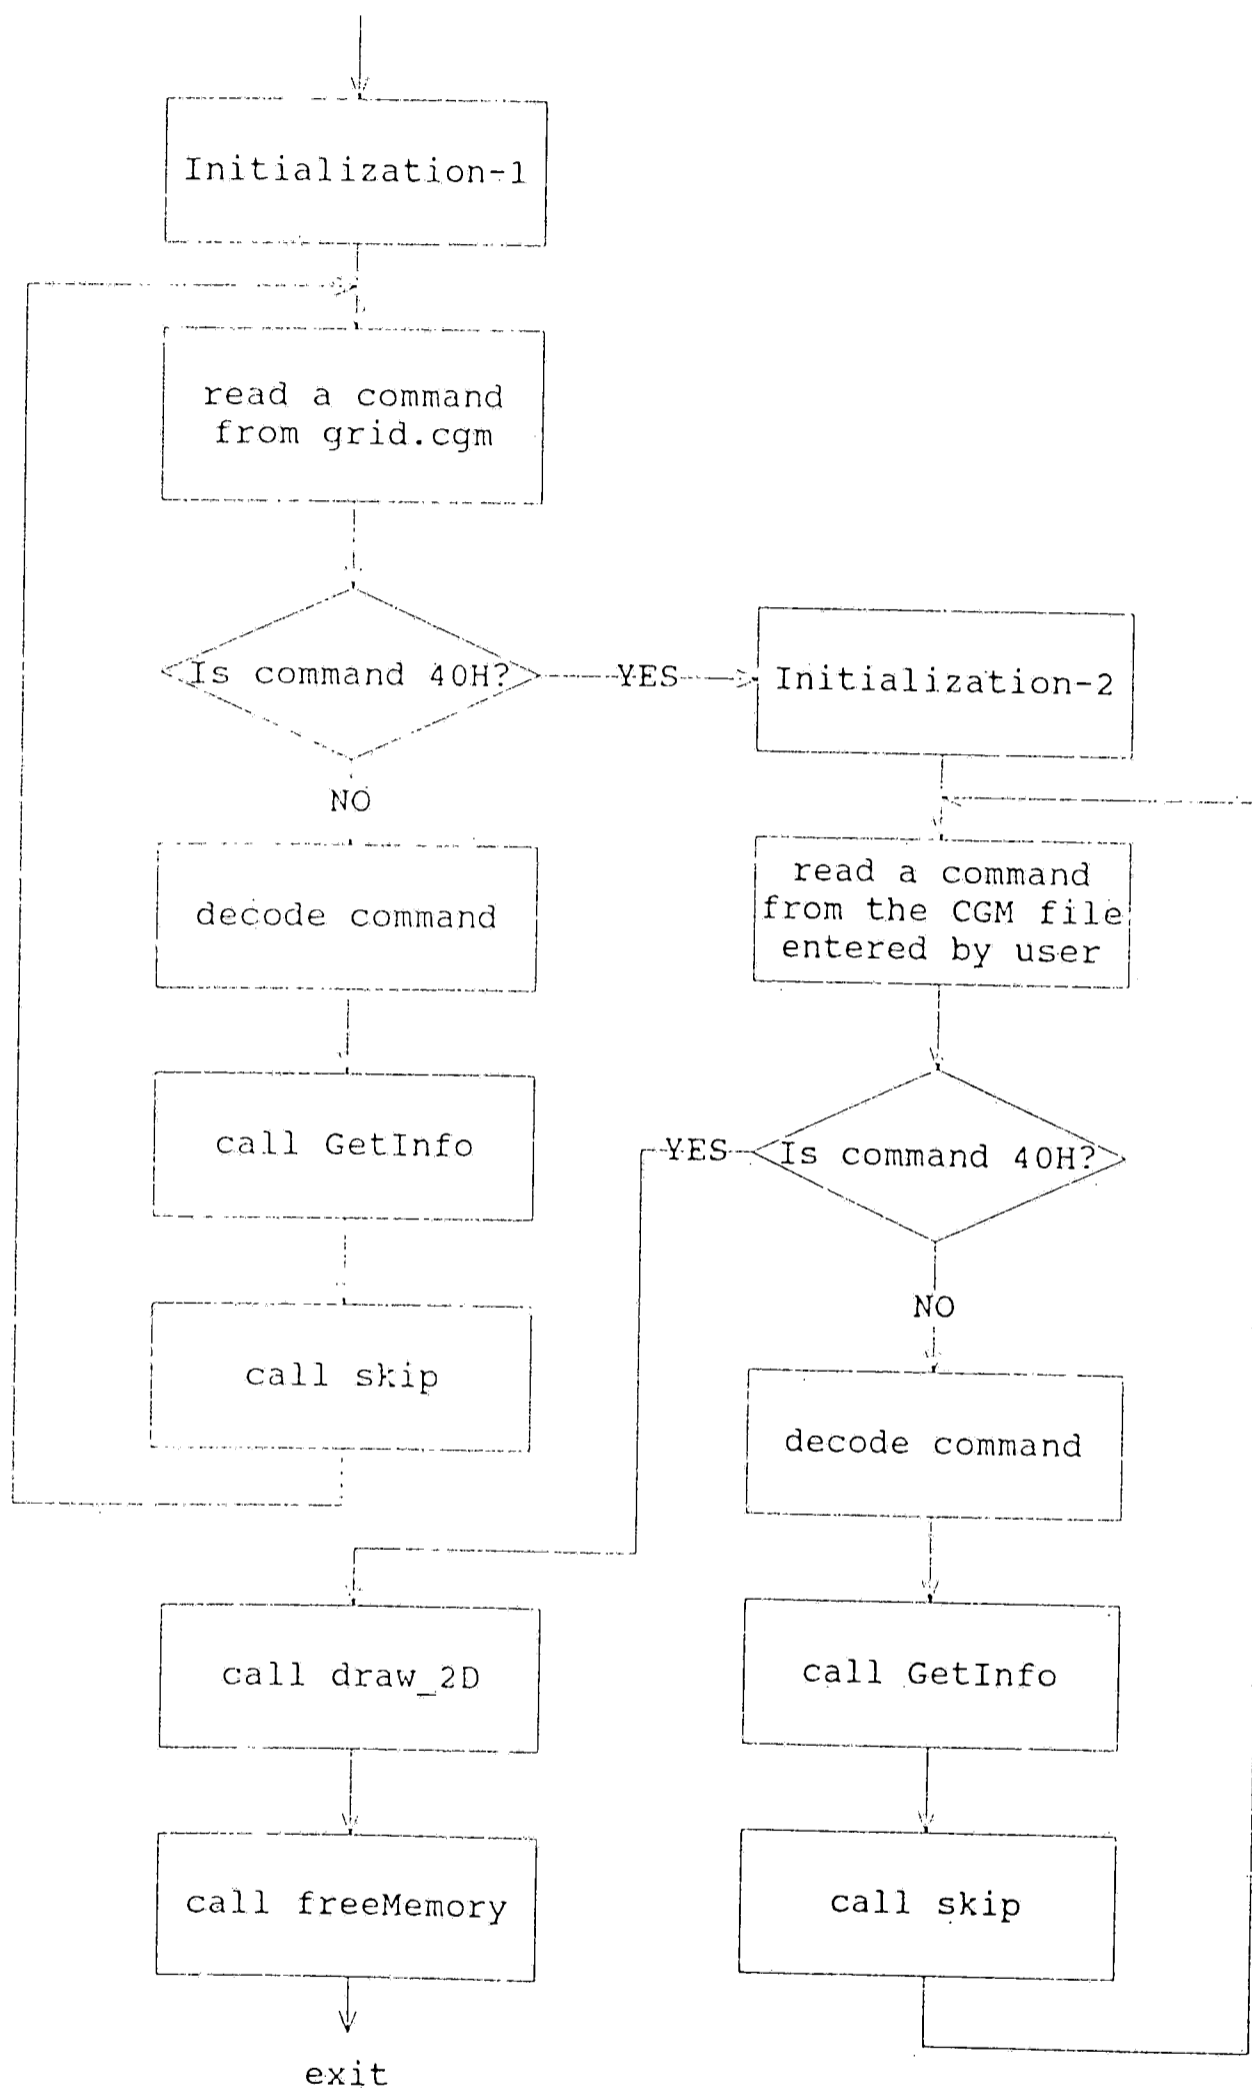 Initialization-1
read a command
from grid.cgm
Is command 40H?
YES
Initialization-2
NO
decode command
call GetInfo
call skip
read a command
from the CGM file
entered by user
Is command 40H?
YES
NO
decode command
call GetInfo
call skip
call draw_2D
call freeMemory
exit